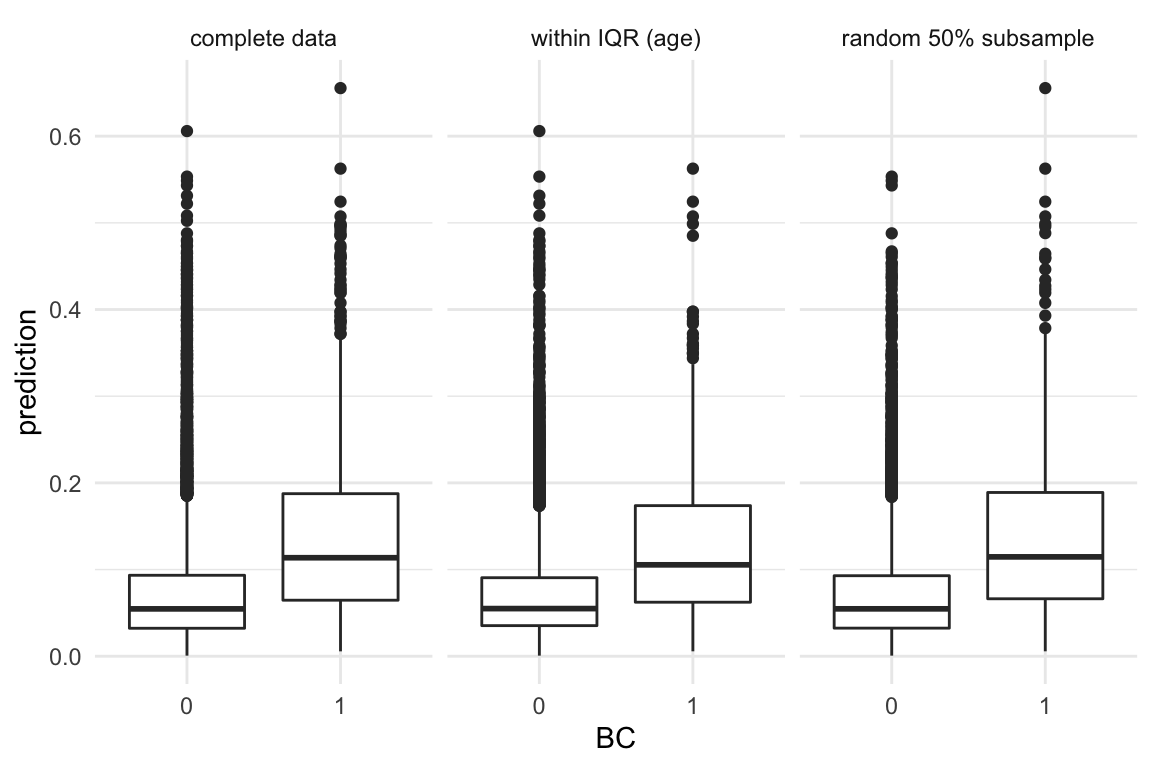 complete data
within IQR (age)
random 50% subsample
0.6
0.4
0.2
0.0
prediction
0 1 0 1 0 1
BC